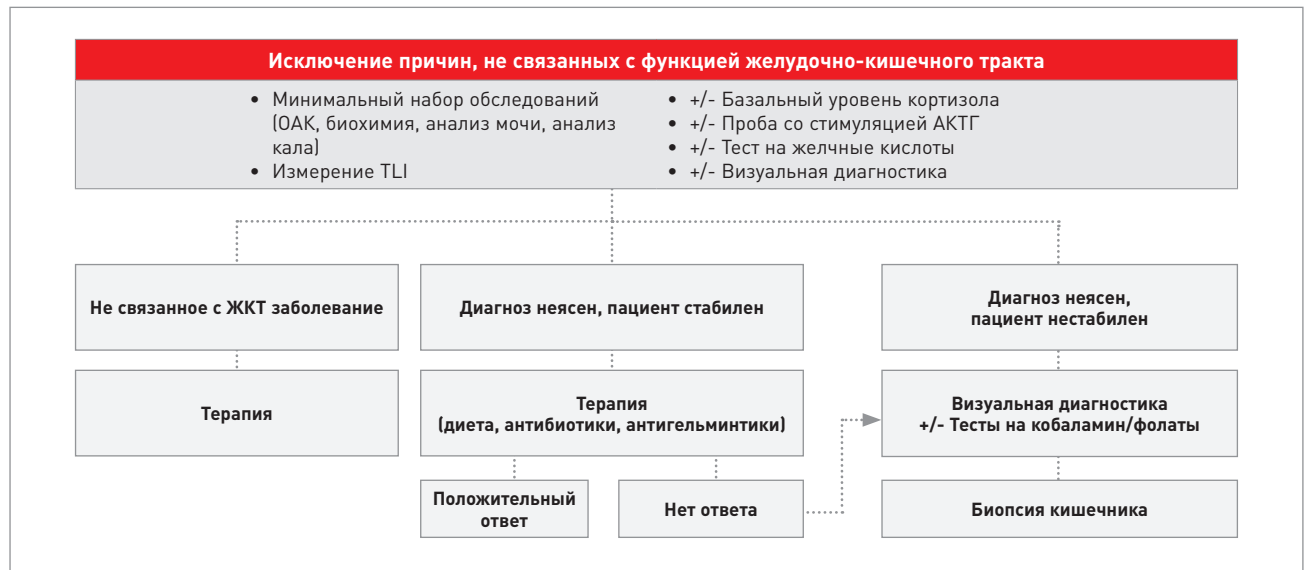 Исключение причин, не связанных с функцией желудочно-кишечного тракта
• Минимальный набор обследований
(ОАК, биохимия, анализ мочи, анализ
кала)
• Измерение TLI
• +/- Базальный уровень кортизола
• +/- Проба со стимуляцией АКТГ
• +/- Тест на желчные кислоты
• +/- Визуальная диагностика
Не связанное с ЖКТ заболевание
Диагноз неясен, пациент стабилен
Диагноз неясен,
пациент нестабилен
Терапия
Терапия
(диета, антибиотики, антигельминтики)
Визуальная диагностика
+/- Тесты на кобаламин/фолаты
Положительный
ответ
Нет ответа
Биопсия кишечника